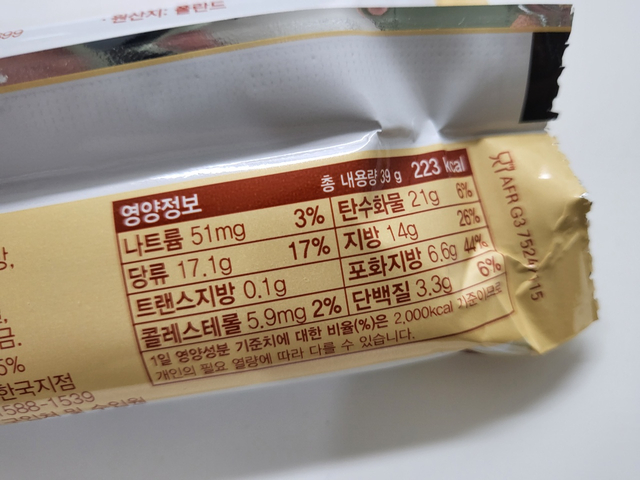 원산지: 폴란드
영양정보 총 내용량 39 g 223 kcal
나트륨 51mg 3% 탄수화물 21g 6%
당류 17.1g 17% 지방 14g 26%
트랜스지방 0.1g 포화지방 6.6g 44%
콜레스테롤 5.9mg 2% 단백질 3.3g 6%
1일 영양성분 기준치에 대한 비율(%)은 2,000kcal 기준이므로
개인의 필요 열량에 따라 다를 수 있습니다.
금.
5%
한국지점
588-1539
AFR G3 752
15